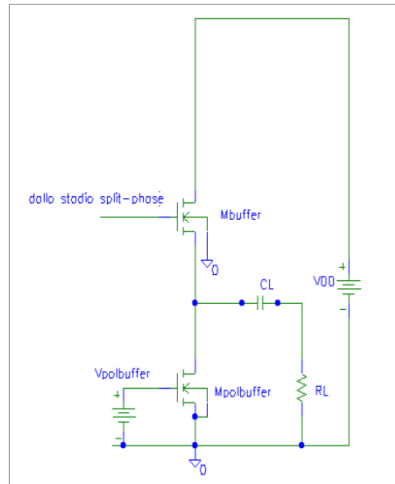 dallo stadio split-phase
Mbuffer
0
+
VDD
-
CL
Vpolbuffer
+
-
Mpolbuffer
RL
0